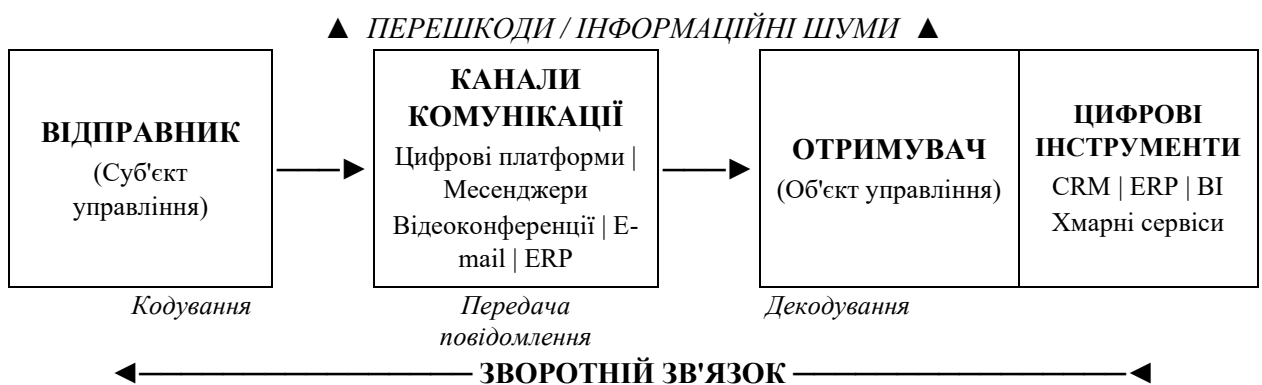 ▲ ПЕРЕШКОДИ / ІНФОРМАЦІЙНІ ШУМИ ▲
ВІДПРАВНИК
(Суб'єкт
управління)
КАНАЛИ
КОМУНІКАЦІЇ
Цифрові платформи |
Месенджери
Відеоконференції | E-
mail | ERP
ОТРИМУВАЧ
(Об'єкт управління)
ЦИФРОВІ
ІНСТРУМЕНТИ
CRM | ERP | BI
Хмарні сервіси
Кодування
Передача
повідомлення
Декодування
ЗВОРОТНІЙ ЗВ'ЯЗОК